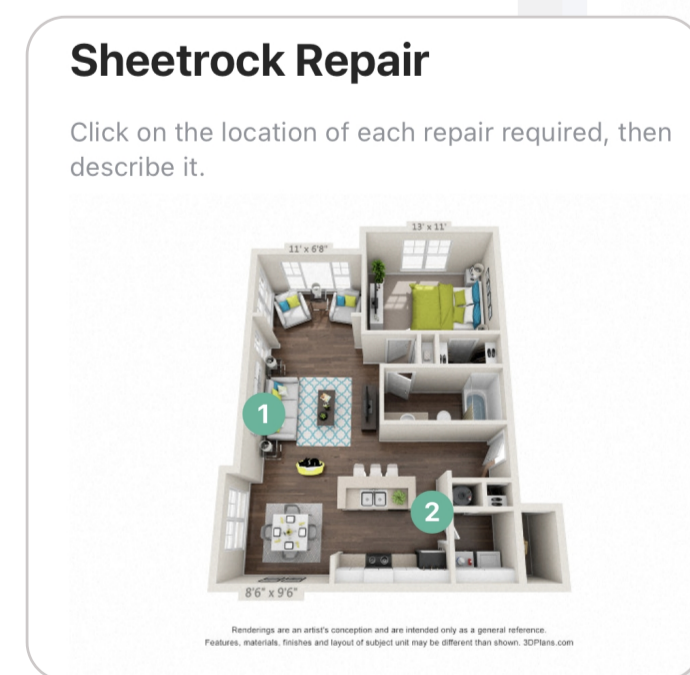 Sheetrock Repair
Click on the location of each repair required, then
describe it.
13' x 11'
11' x 6'8"
1
2
8'6" x 9'6"
Renderings are an artist's conception and are intended only as a general reference.
Features, materials, finishes and layout of subject unit may be different than shown. 3DPlans.com